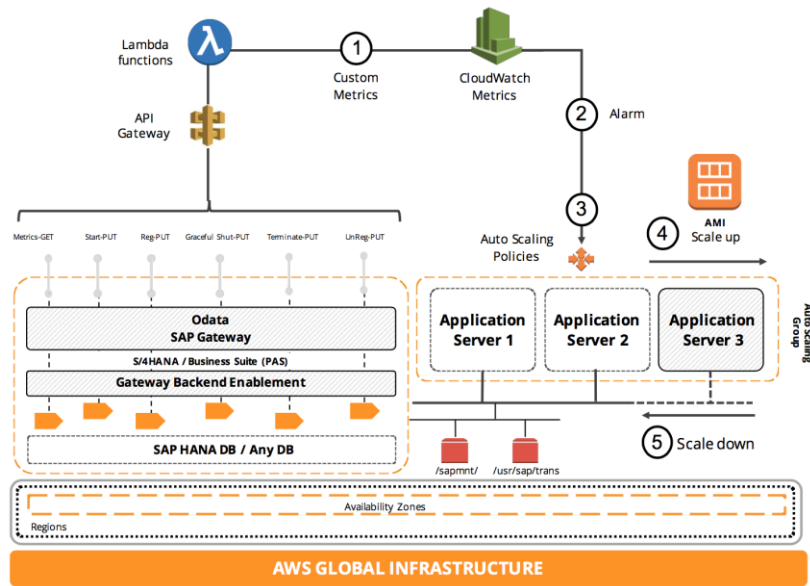 Lambda
functions
1
Custom
Metrics
CloudWatch
Metrics
API
Gateway
2
Alarm
3
Auto Scaling
Policies
AMI
4
Scale up
Metrics-GET
Start-PUT
Reg-PUT
Graceful Shut-PUT
Terminate-PUT
UnReg-PUT
Odata
SAP Gateway
S/4HANA / Business Suite (PAS)
Gateway Backend Enablement
SAP HANA DB / Any DB
Application
Server 1
Application
Server 2
Application
Server 3
Auto Scaling
Group
5
Scale down
/sapmnt/
/usr/sap/trans
Availability Zones
Regions
AWS GLOBAL INFRASTRUCTURE